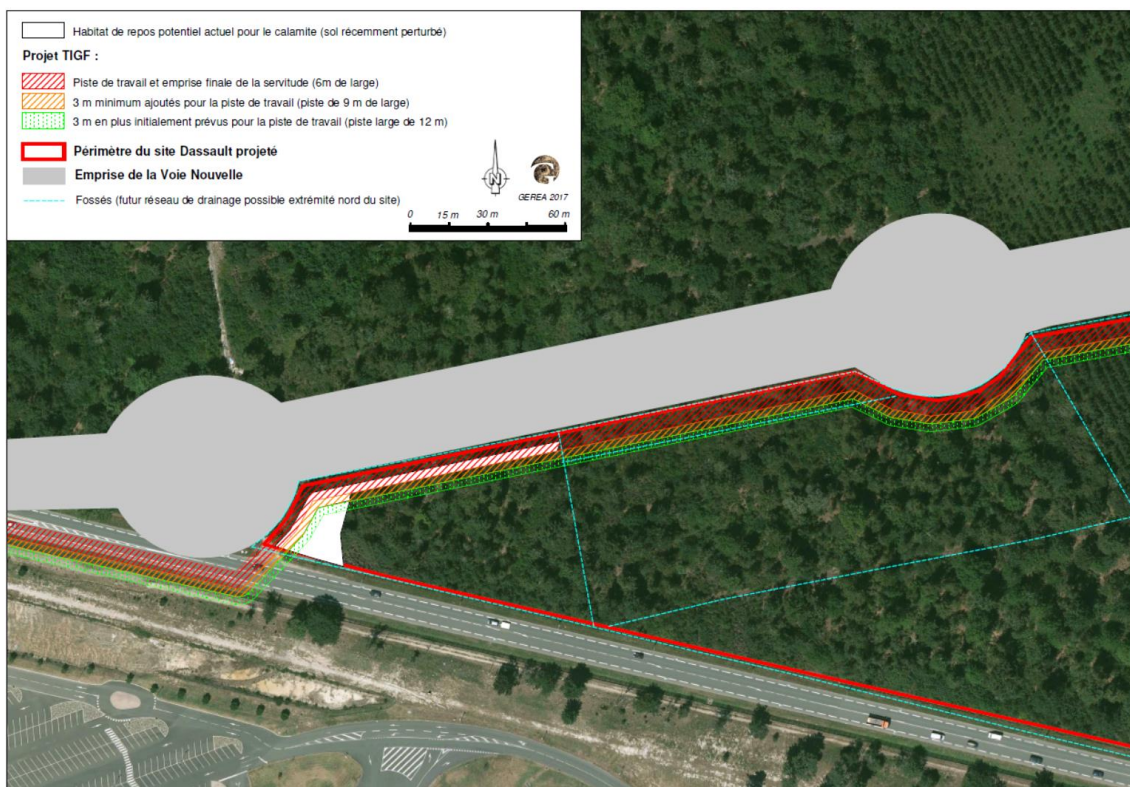 Habitat de repos potentiel actuel pour le calamite (sol récemment perturbé)
Projet TIGF :
Piste de travail et emprise finale de la servitude (6m de large)
3 m minimum ajoutés pour la piste de travail (piste de 9 m de large)
3 m en plus initialement prévus pour la piste de travail (piste large de 12 m)
Périmètre du site Dassault projeté
Emprise de la Voie Nouvelle
Fossés (futur réseau de drainage possible extrémité nord du site)
N
GEREA 2017
0 15 m 30 m 60 m